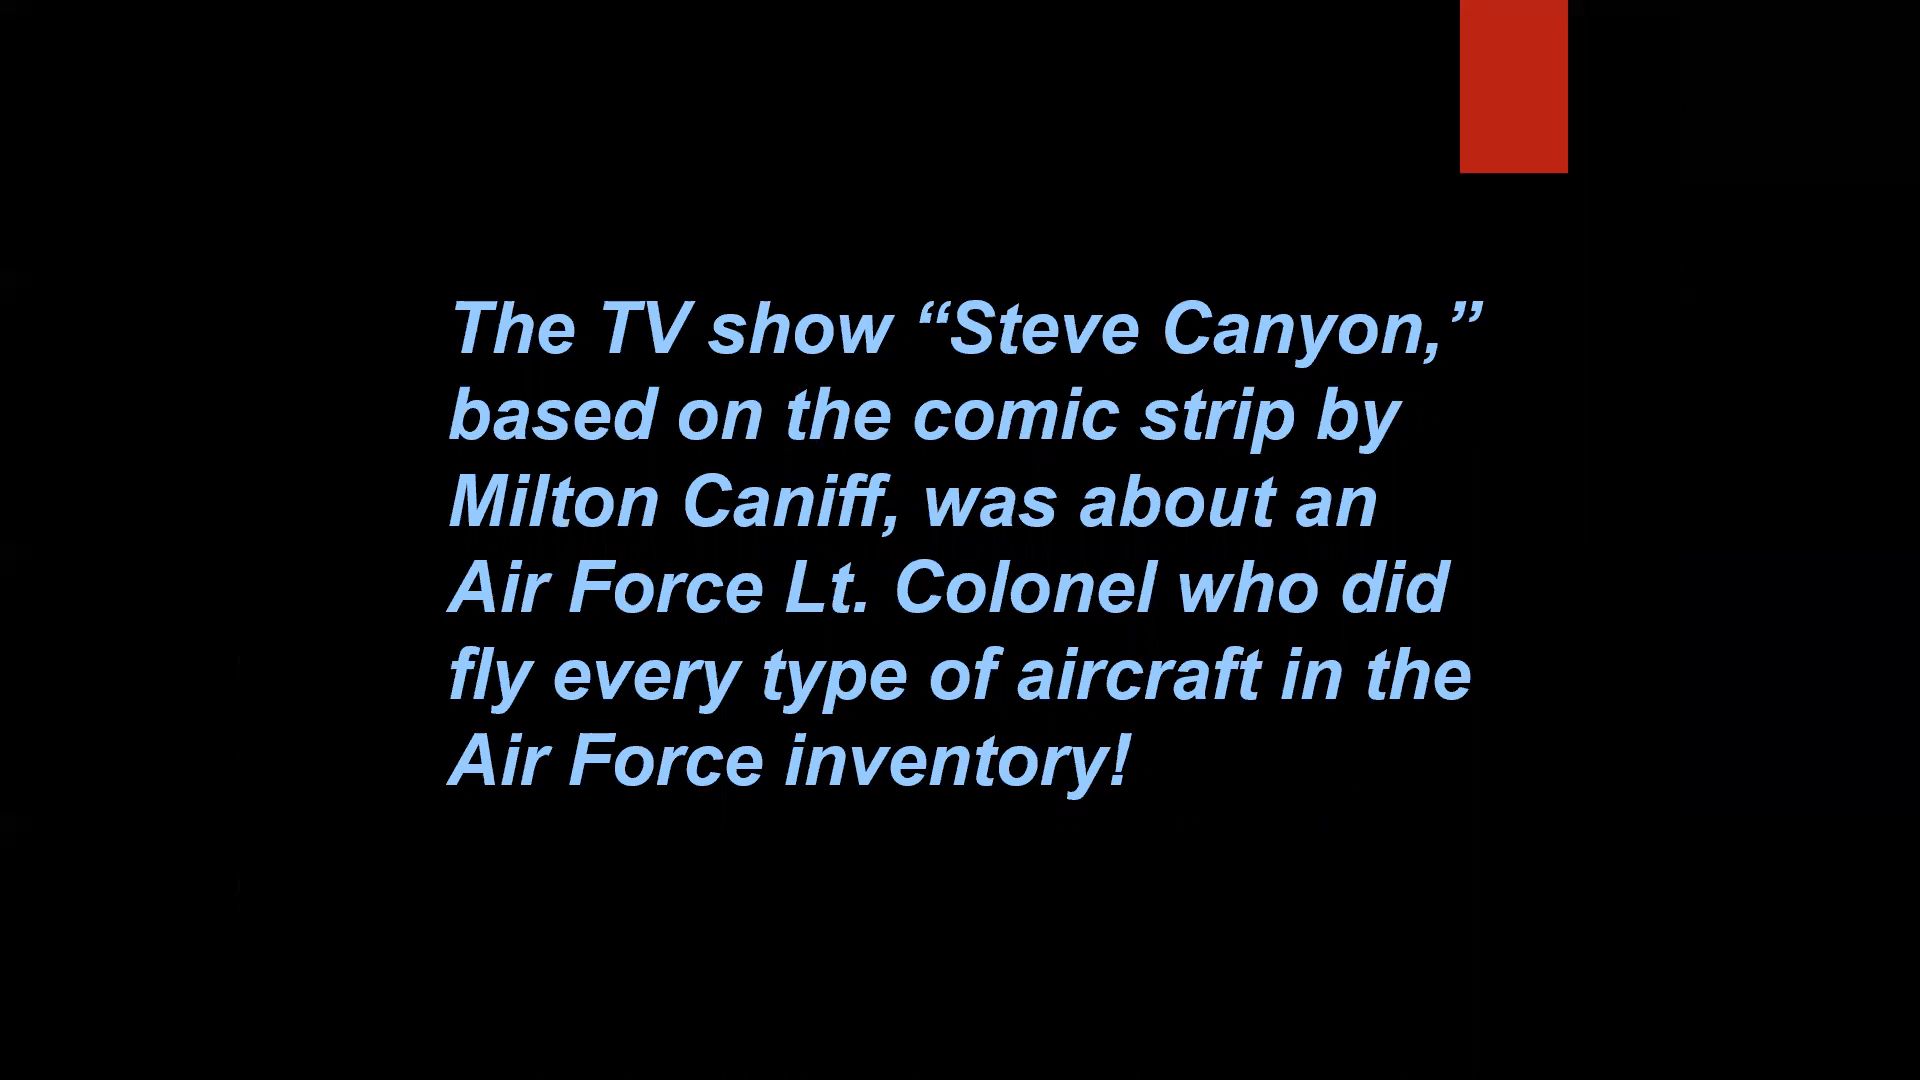 The TV show “Steve Canyon,”
based on the comic strip by
Milton Caniff, was about an
Air Force Lt. Colonel who did
fly every type of aircraft in the
Air Force inventory!